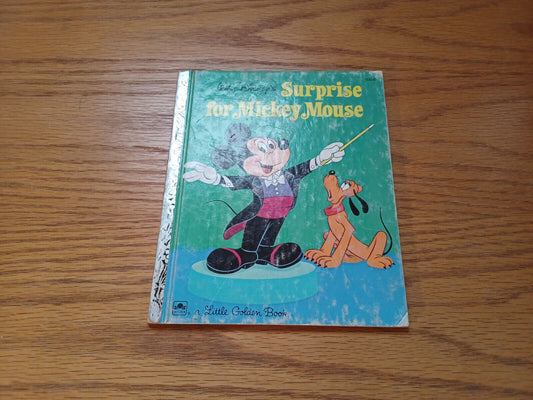 Walt Disney's Surprise
for Mickey Mouse
a Little Golden Book